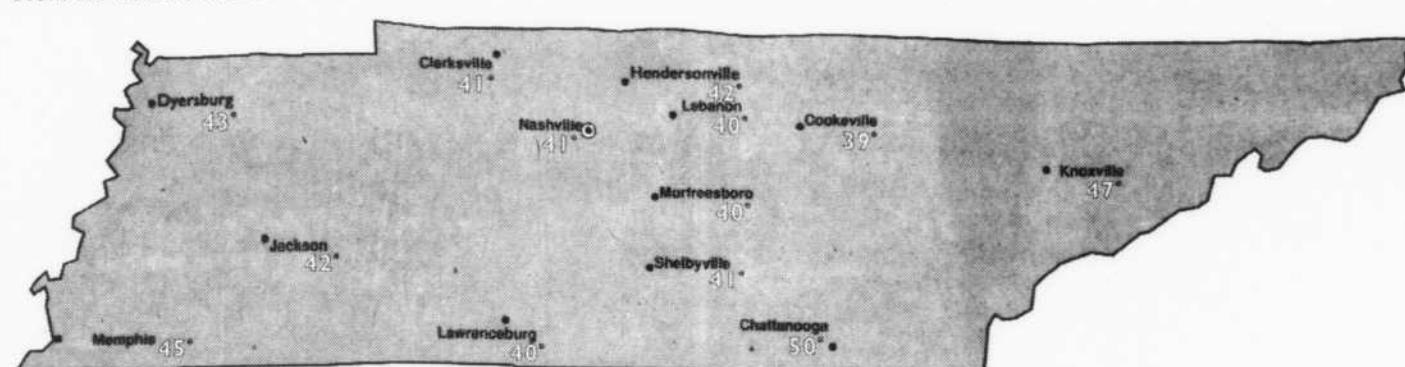 Clerksville
41°
Hendersonville
42°
Dyersburg
43°
Lebanon
40°
Nashville
41°
Cookeville
39°
Knoxville
47°
Murfreesboro
40°
Jackson
42°
Shelbyville
41°
Lawrenceburg
40°
Chattanooga
50°
Memphis
45°